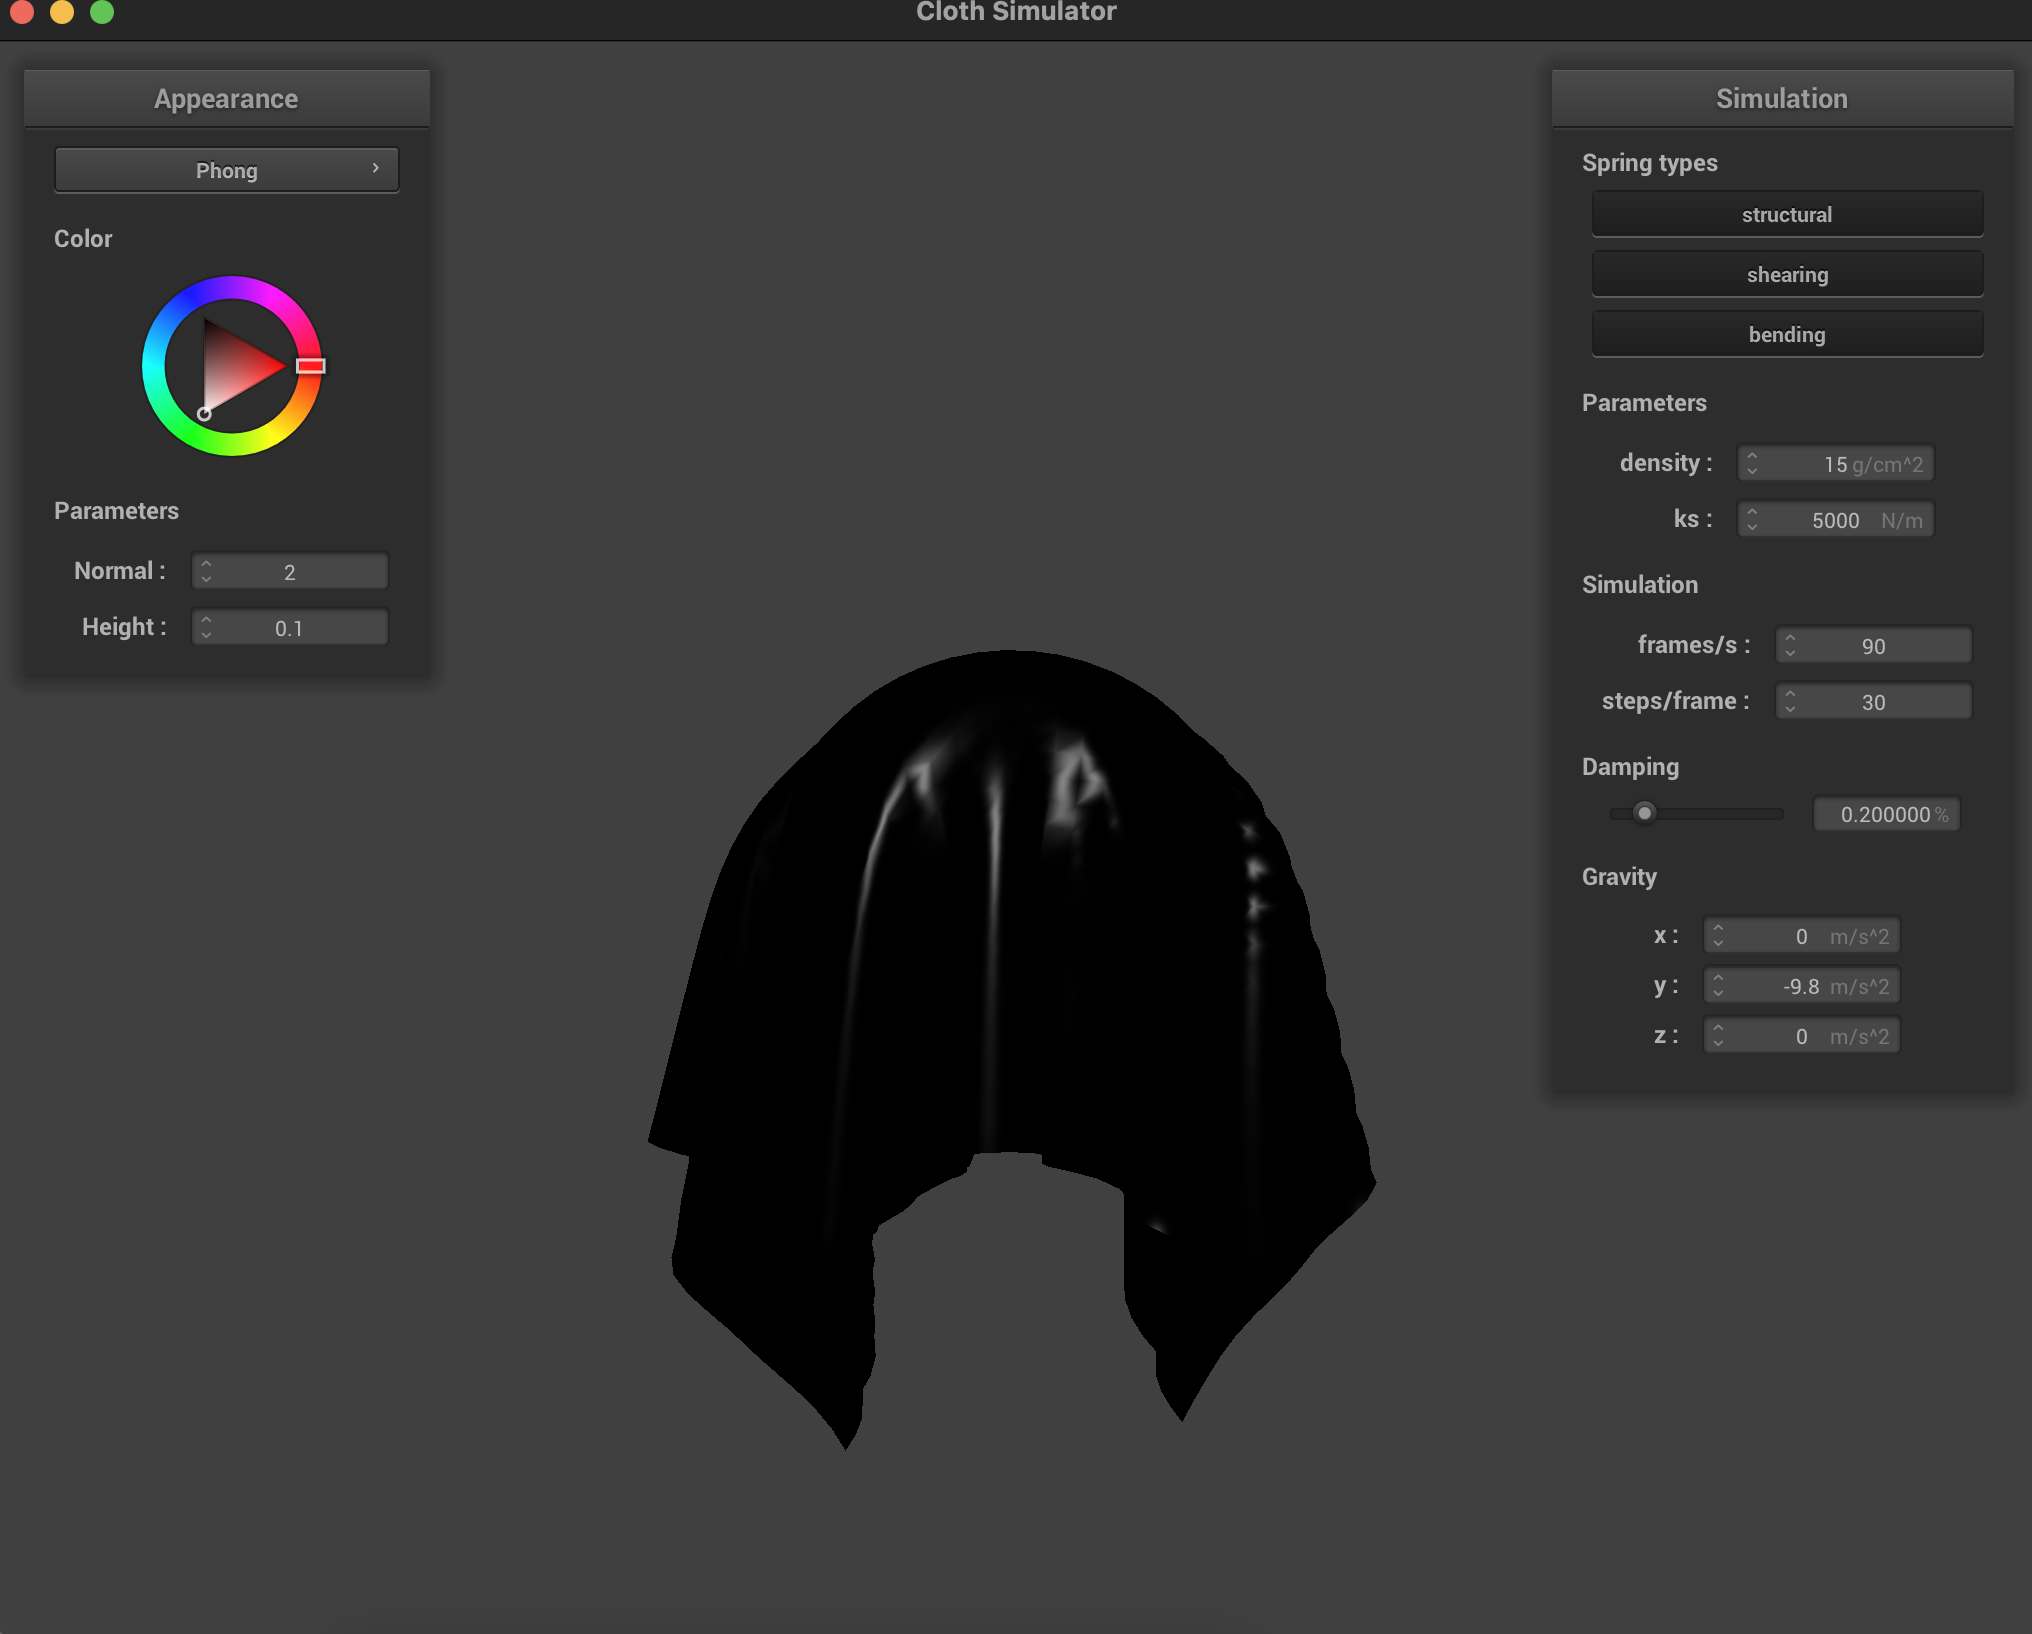 Cloth Simulator
Appearance
Phong
Color
Parameters
Normal : 2
Height : 0.1
Simulation
Spring types
structural
shearing
bending
Parameters
density : 15 g/cm^2
ks : 5000 N/m
Simulation
frames/s : 90
steps/frame : 30
Damping
0.200000 %
Gravity
x : 0 m/s^2
y : -9.8 m/s^2
z : 0 m/s^2